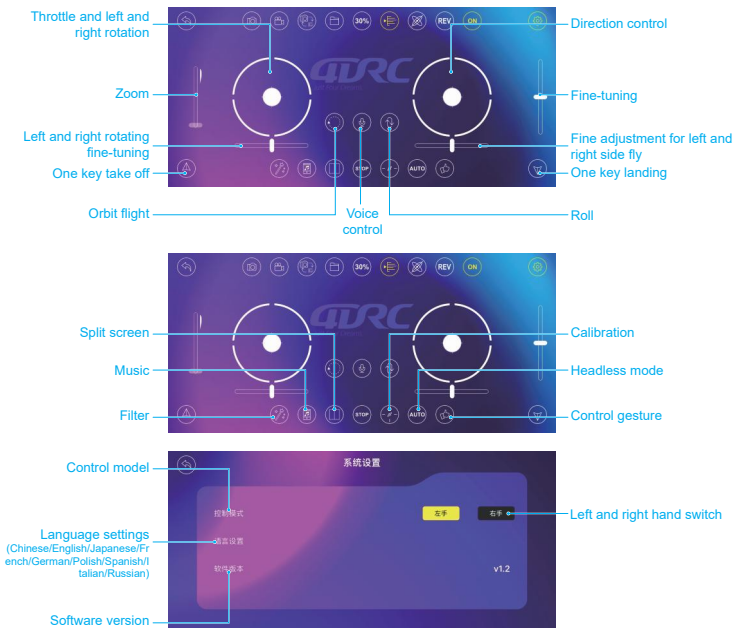 Throttle and left and
right rotation
Direction control
30%
REV
ON
4DRC
Zoom
Fine-tuning
Left and right rotating
fine-tuning
Fine adjustment for left and
right side fly
One key take off
STOP
AUTO
One key landing
Orbit flight
Voice
control
Roll
30%
REV
ON
4DRC
Split screen
Calibration
Music
Headless mode
Filter
STOP
AUTO
Control gesture
系统设置
Control model
控制模式
左手
右手
Left and right hand switch
Language settings
(Chinese/English/Japanese/Fr
ench/German/Polish/Spanish/I
talian/Russian)
语言设置
软件版本
v1.2
Software version